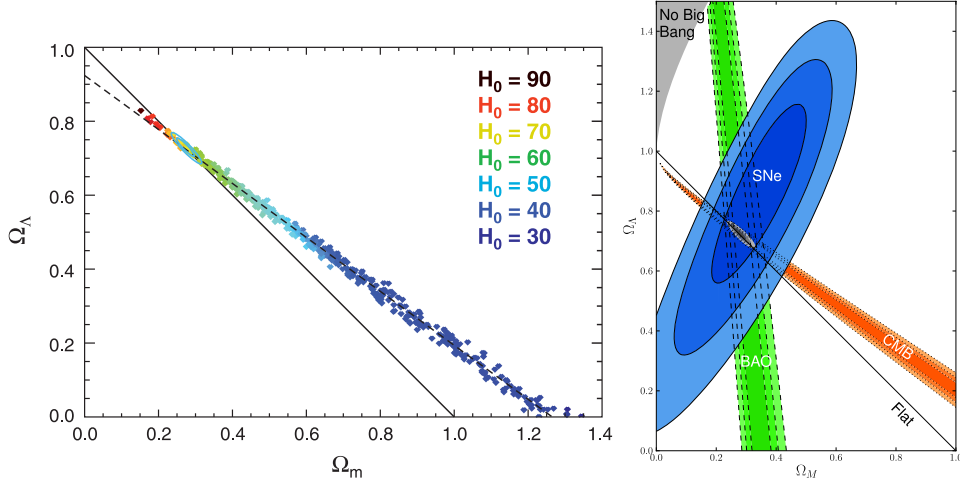 1.0
0.8
0.6
0.4
0.2
0.0
Ω_Λ
0.0 0.2 0.4 0.6 0.8 1.0 1.2 1.4
Ω_m
H_0 = 90
H_0 = 80
H_0 = 70
H_0 = 60
H_0 = 50
H_0 = 40
H_0 = 30
No Big
Bang
1.4
1.2
1.0
0.8
0.6
0.4
0.2
0.0
Ω_Λ
SNe
BAO
CMB
Flat
0.0 0.2 0.4 0.6 0.8 1.0
Ω_M